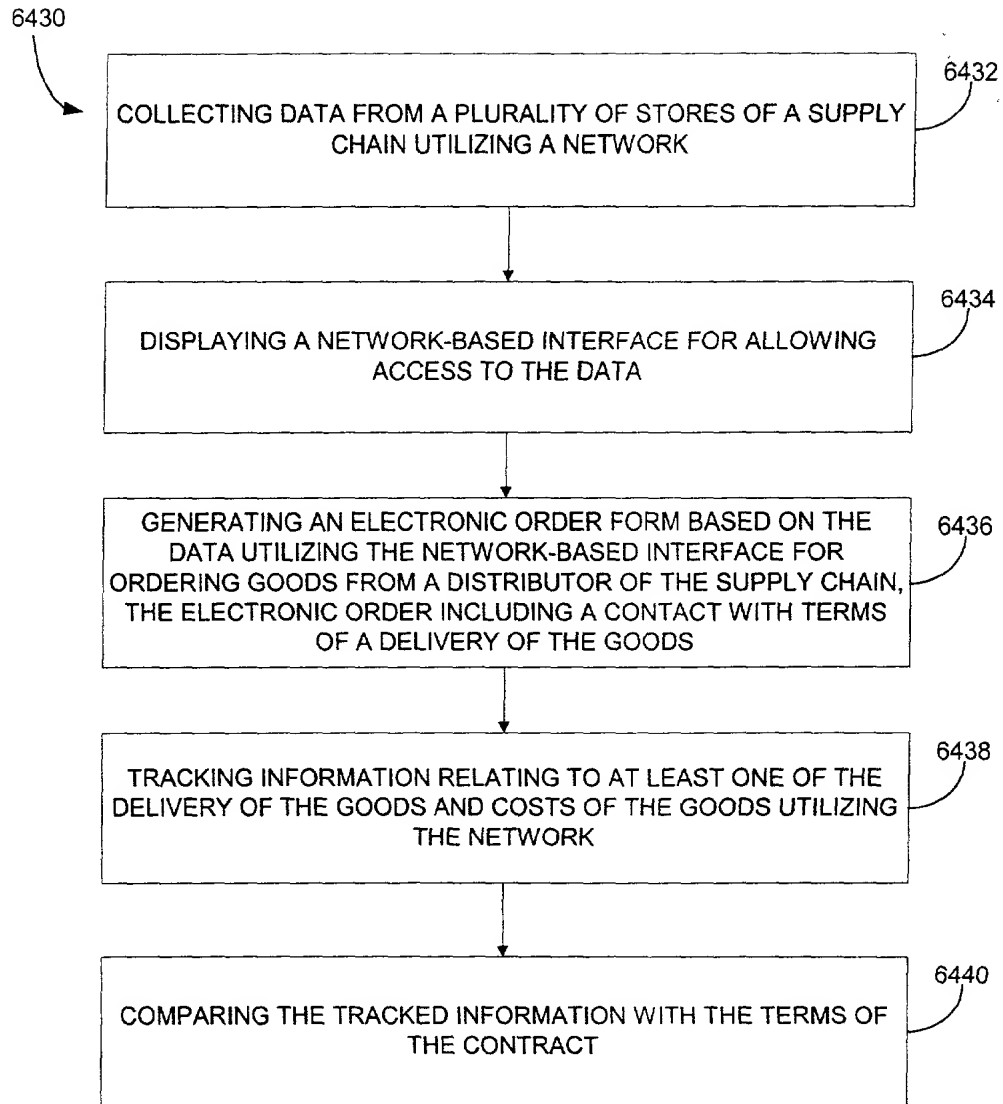 6430
6432
COLLECTING DATA FROM A PLURALITY OF STORES OF A SUPPLY
CHAIN UTILIZING A NETWORK
6434
DISPLAYING A NETWORK-BASED INTERFACE FOR ALLOWING
ACCESS TO THE DATA
6436
GENERATING AN ELECTRONIC ORDER FORM BASED ON THE
DATA UTILIZING THE NETWORK-BASED INTERFACE FOR
ORDERING GOODS FROM A DISTRIBUTOR OF THE SUPPLY CHAIN,
THE ELECTRONIC ORDER INCLUDING A CONTACT WITH TERMS
OF A DELIVERY OF THE GOODS
6438
TRACKING INFORMATION RELATING TO AT LEAST ONE OF THE
DELIVERY OF THE GOODS AND COSTS OF THE GOODS UTILIZING
THE NETWORK
6440
COMPARING THE TRACKED INFORMATION WITH THE TERMS OF
THE CONTRACT